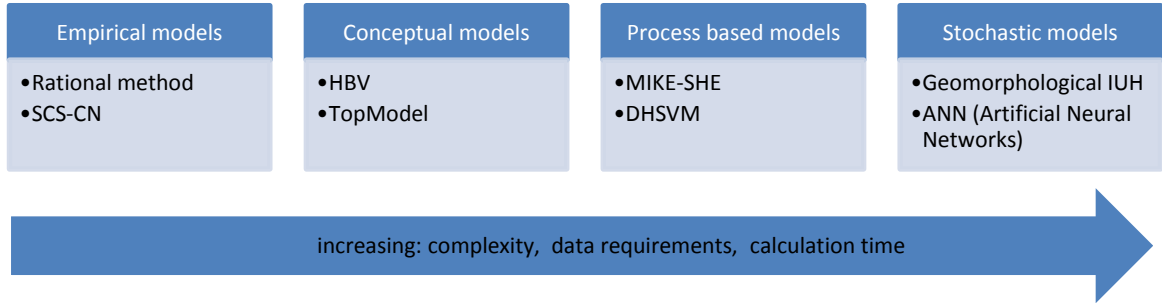 Empirical models
•Rational method
•SCS-CN
Conceptual models
•HBV
•TopModel
Process based models
•MIKE-SHE
•DHSVM
Stochastic models
•Geomorphological IUH
•ANN (Artificial Neural
Networks)
increasing: complexity, data requirements, calculation time